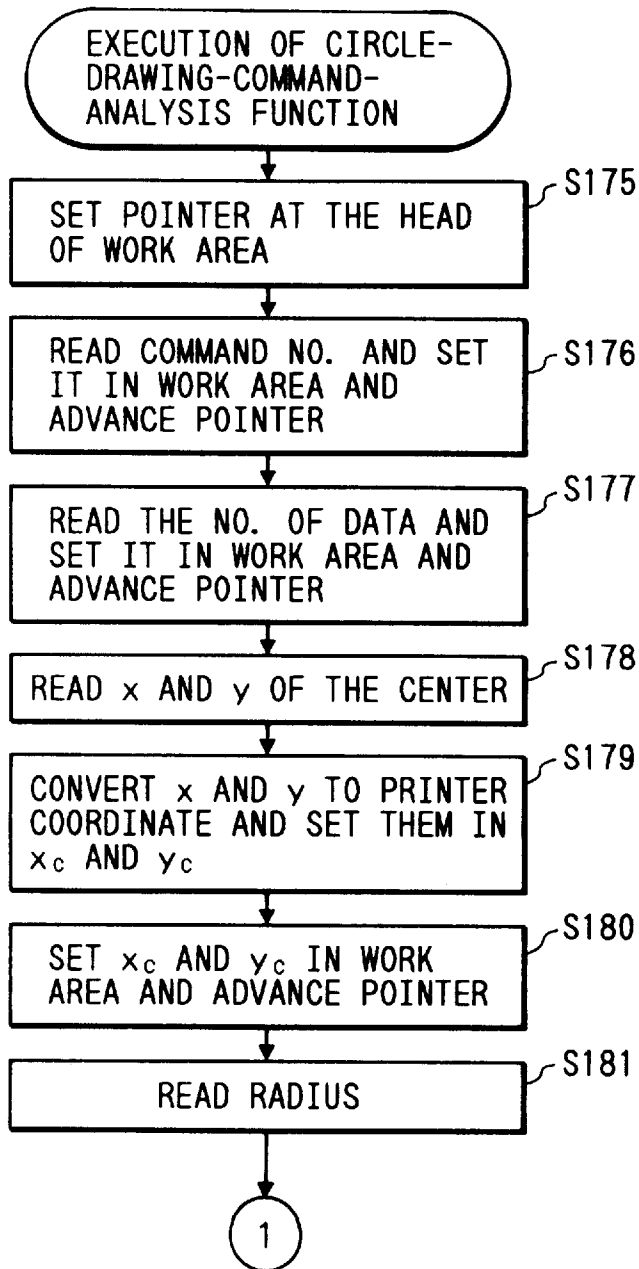 EXECUTION OF CIRCLE-
DRAWING-COMMAND-
ANALYSIS FUNCTION
S175
SET POINTER AT THE HEAD
OF WORK AREA
S176
READ COMMAND NO. AND SET
IT IN WORK AREA AND
ADVANCE POINTER
S177
READ THE NO. OF DATA AND
SET IT IN WORK AREA AND
ADVANCE POINTER
S178
READ x AND y OF THE CENTER
S179
CONVERT x AND y TO PRINTER
COORDINATE AND SET THEM IN
xc AND yc
S180
SET xc AND yc IN WORK
AREA AND ADVANCE POINTER
S181
READ RADIUS
1